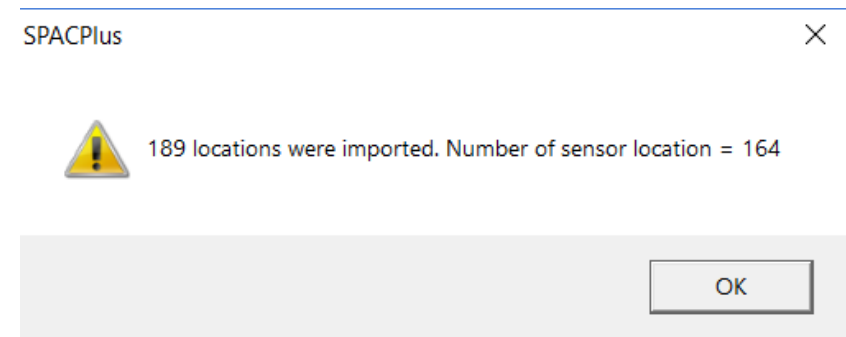 SPACPlus
189 locations were imported. Number of sensor location = 164
OK